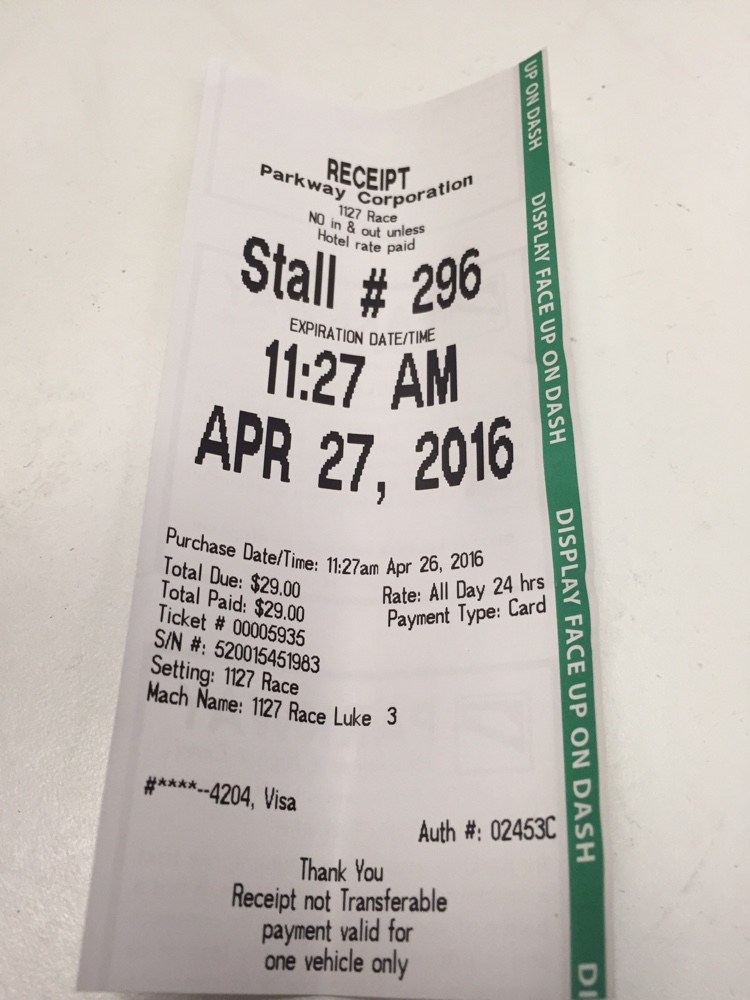 RECEIPT
Parkway Corporation
1127 Race
NO in & out unless
Hotel rate paid
Stall # 296
EXPIRATION DATE/TIME
11:27 AM
APR 27, 2016
Purchase Date/Time: 11:27am Apr 26, 2016
Total Due: $29.00 Rate: All Day 24 hrs
Total Paid: $29.00 Payment Type: Card
Ticket # 00005935
S/N #: 520015451983
Setting: 1127 Race
Mach Name: 1127 Race Luke 3
#****--4204, Visa
Auth #: 02453C
Thank You
Receipt not Transferable
payment valid for
one vehicle only
UP ON DASH DISPLAY FACE UP ON DASH DISPLAY FACE UP ON DASH DI